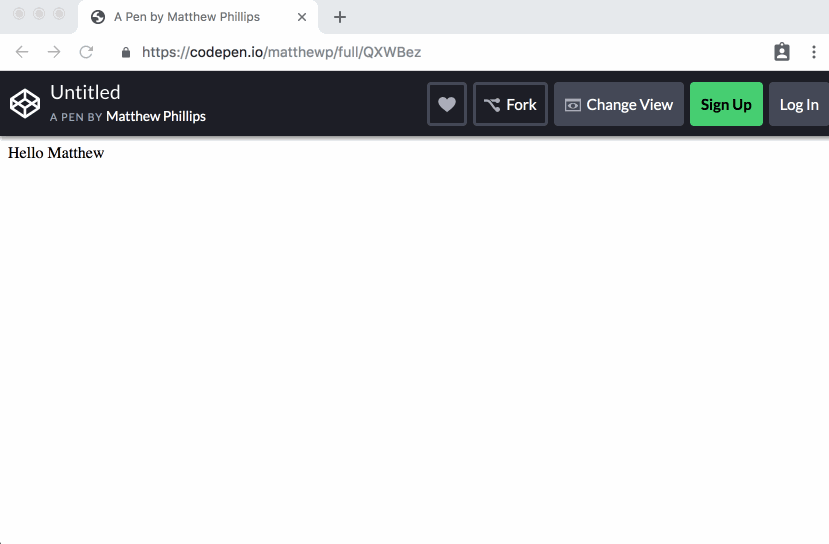 A Pen by Matthew Phillips
https://codepen.io/matthewp/full/QXWBez
Untitled
A PEN BY Matthew Phillips
Fork
Change View
Sign Up
Log In
Hello Matthew